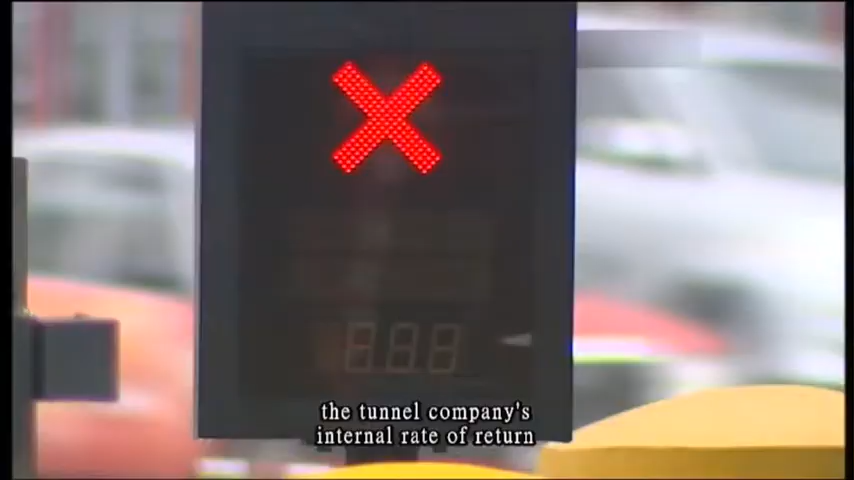 the tunnel company's
internal rate of return